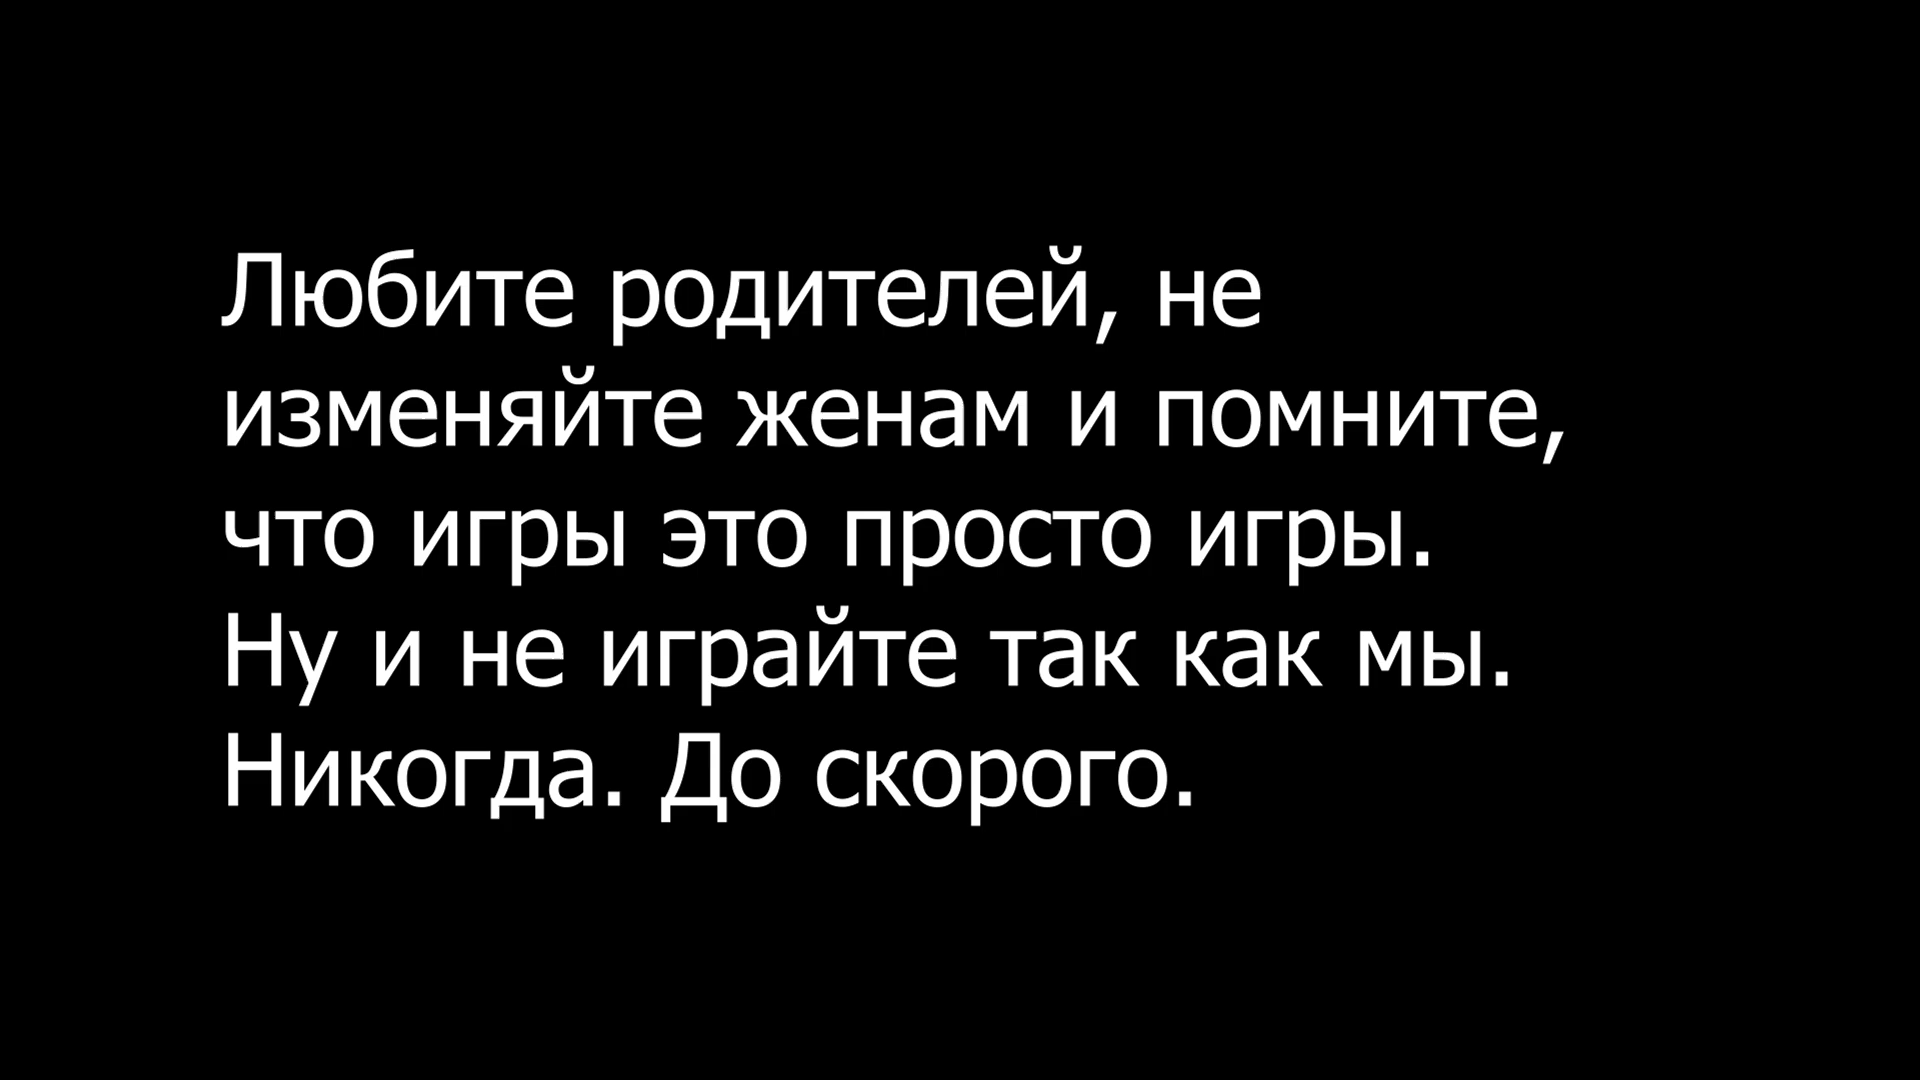 Любите родителей, не
изменяйте женам и помните,
что игры это просто игры.
Ну и не играйте так как мы.
Никогда. До скорого.